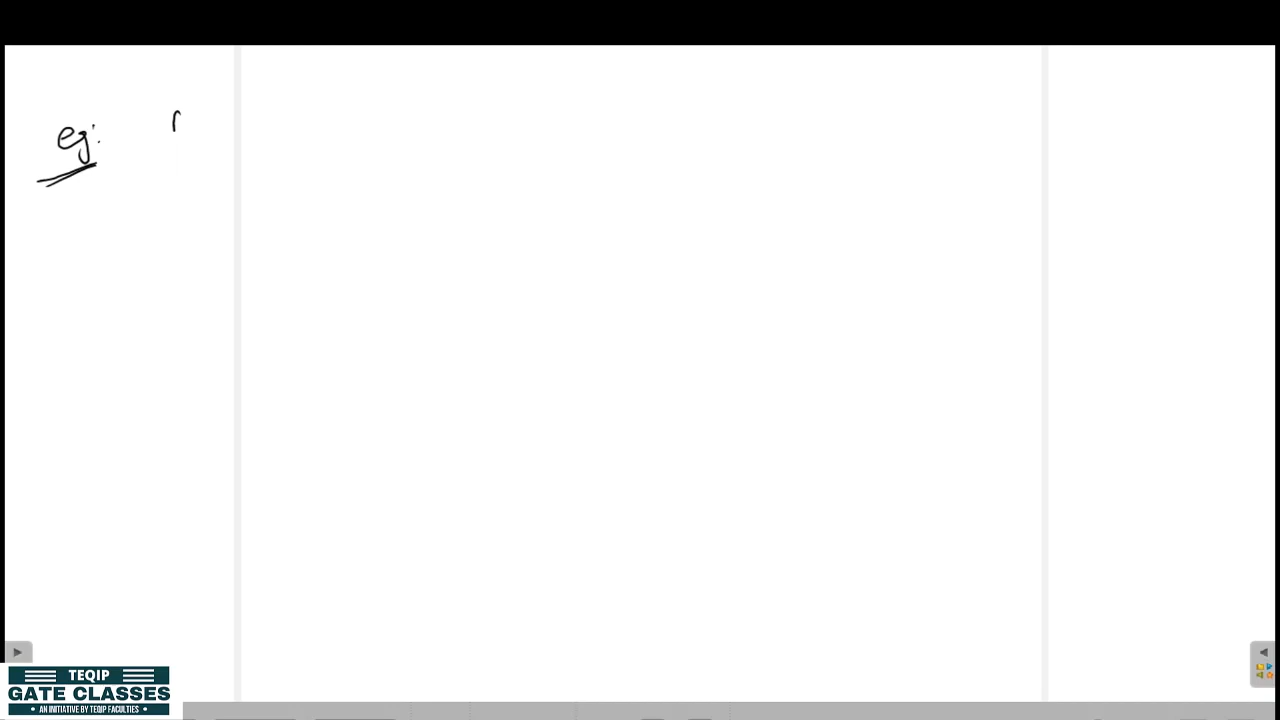 eg:
TEQIP
GATE CLASSES
• AN INITIATIVE BY TEQIP FACULTIES •